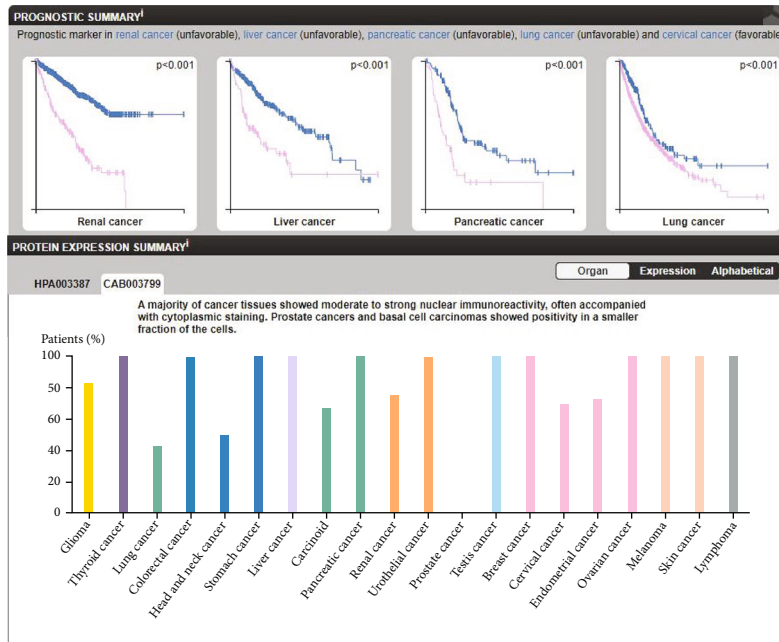 PROGNOSTIC SUMMARYi
Prognostic marker in renal cancer (unfavorable), liver cancer (unfavorable), pancreatic cancer (unfavorable), lung cancer (unfavorable) and cervical cancer (favorable
p<0.001
p<0.001
p<0.001
p<0.001
Renal cancer
Liver cancer
Pancreatic cancer
Lung cancer
PROTEIN EXPRESSION SUMMARYi
Organ
Expression
Alphabetical
HPA003387
CAB003799
A majority of cancer tissues showed moderate to strong nuclear immunoreactivity, often accompanied
with cytoplasmic staining. Prostate cancers and basal cell carcinomas showed positivity in a smaller
fraction of the cells.
Patients (%)
100
50
60
40
20
0
Glioma
Thyroid cancer
Lung cancer
Colorectal cancer
Head and neck cancer
Stomach cancer
Liver cancer
Carcinoid
Pancreatic cancer
Renal cancer
Urothelial cancer
Prostate cancer
Testis cancer
Breast cancer
Cervical cancer
Endometrial cancer
Ovarian cancer
Melanoma
Skin cancer
Lymphoma